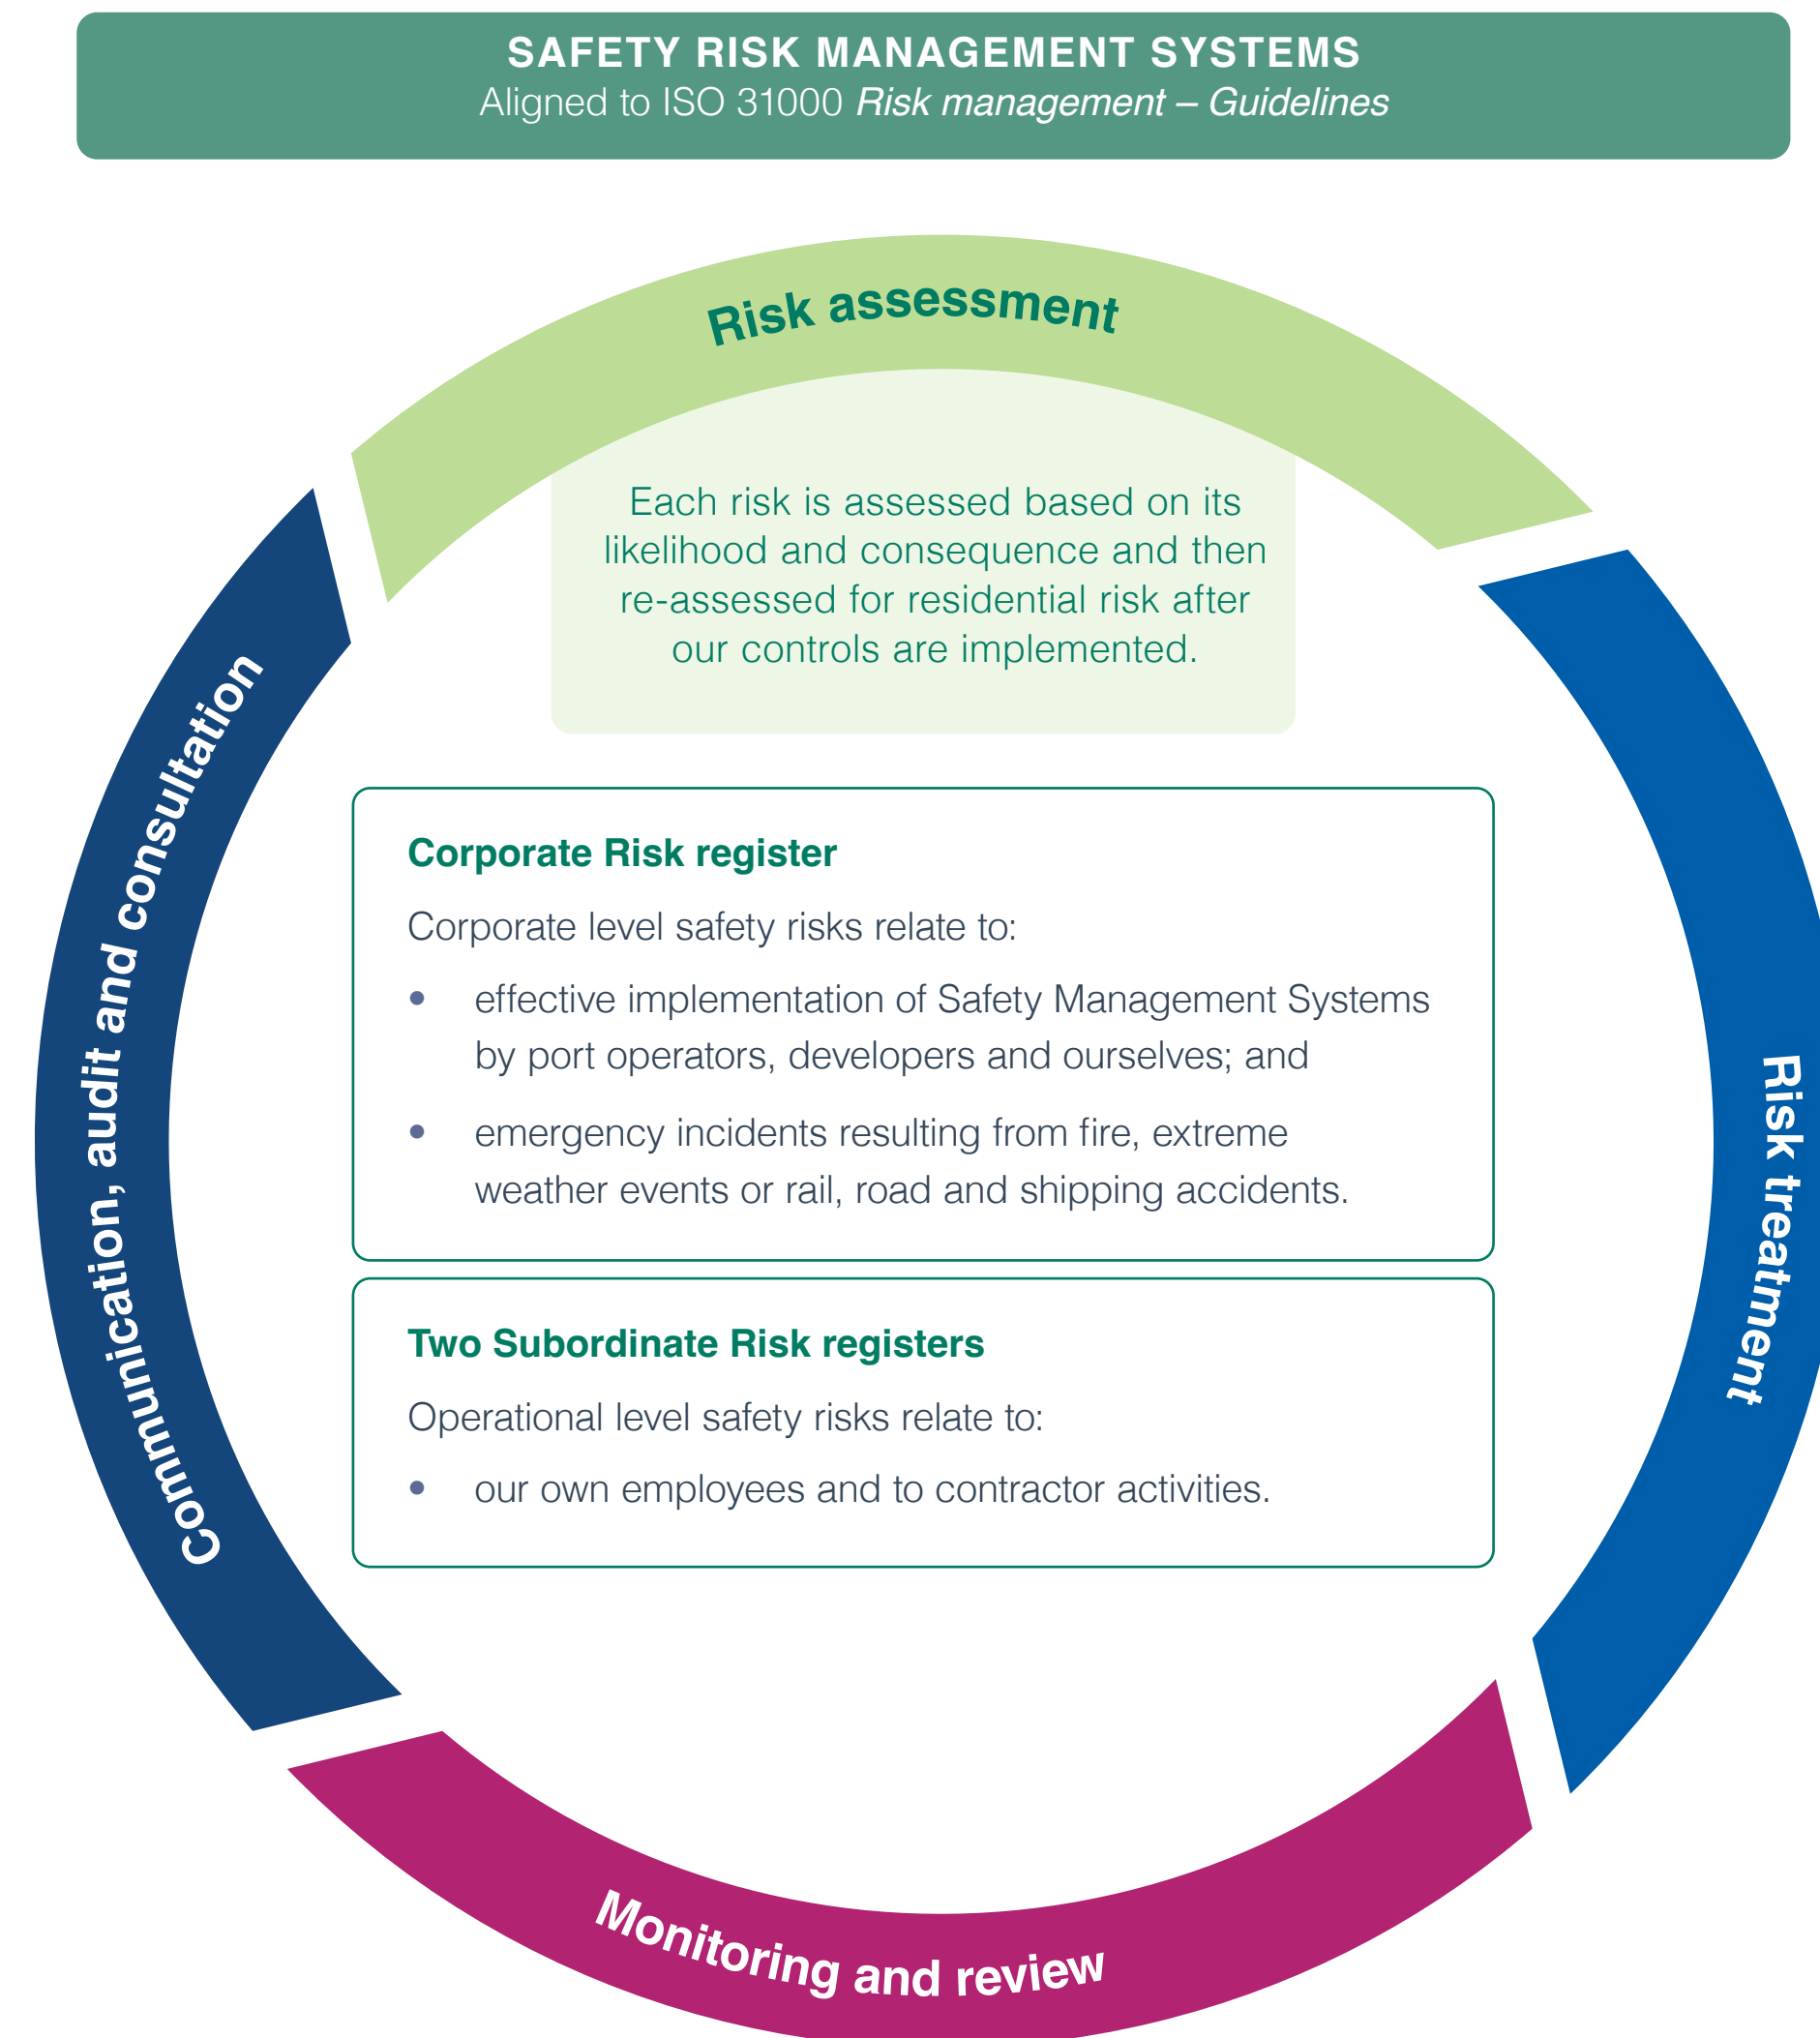 SAFETY RISK MANAGEMENT SYSTEMS
Aligned to ISO 31000 Risk management – Guidelines
Risk assessment
Each risk is assessed based on its
likelihood and consequence and then
re-assessed for residential risk after
our controls are implemented.
Corporate Risk register
Corporate level safety risks relate to:
• effective implementation of Safety Management Systems
by port operators, developers and ourselves; and
• emergency incidents resulting from fire, extreme
weather events or rail, road and shipping accidents.
Two Subordinate Risk registers
Operational level safety risks relate to:
• our own employees and to contractor activities.
Risk treatment
Monitoring and review
Communication, audit and consultation